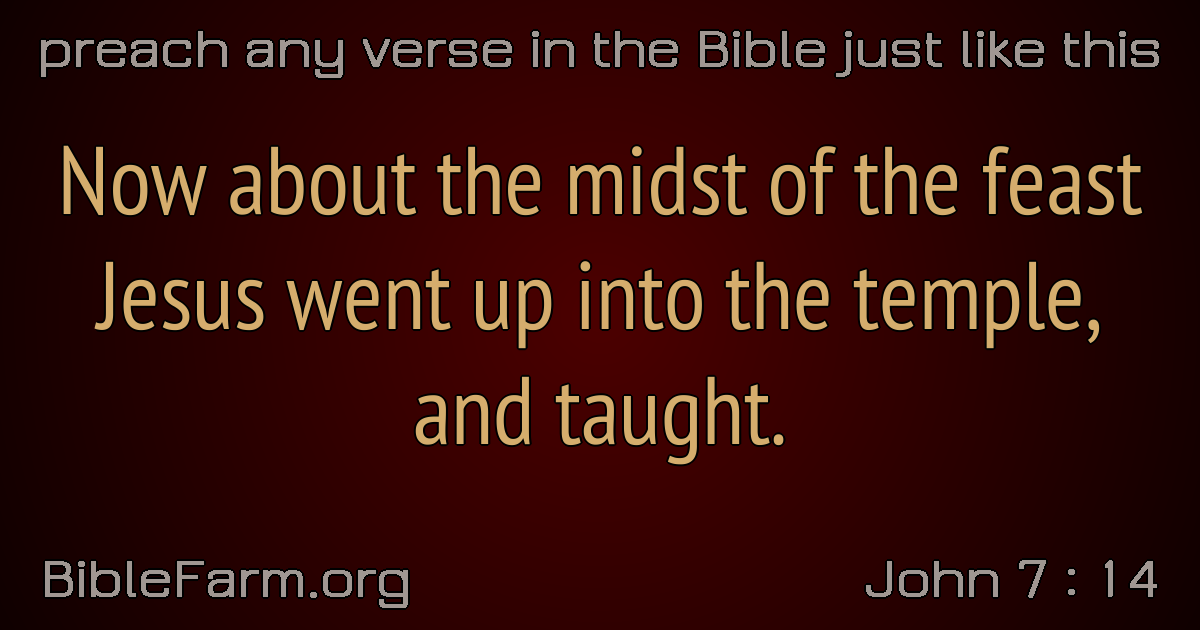 preach any verse in the Bible just like this
Now about the midst of the feast
Jesus went up into the temple,
and taught.
BibleFarm.org
John 7 : 14